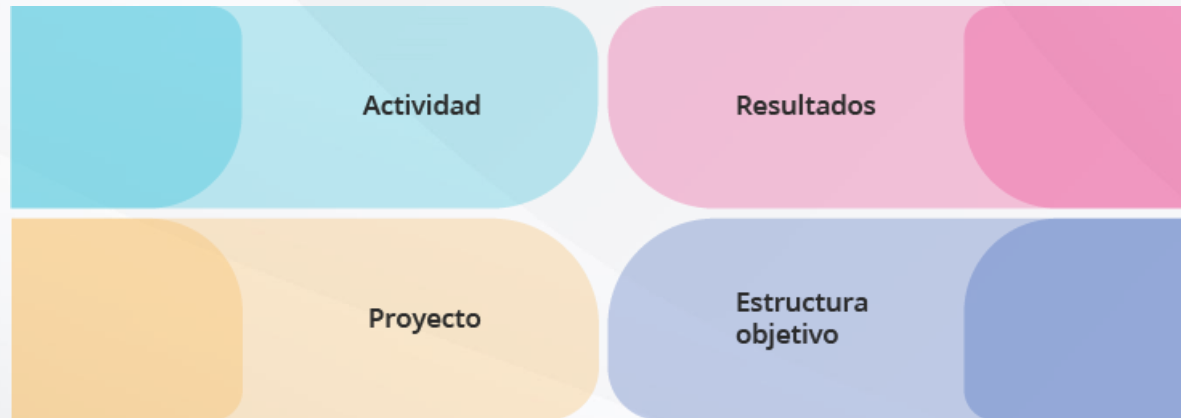 Actividad
Resultados
Proyecto
Estructura
objetivo